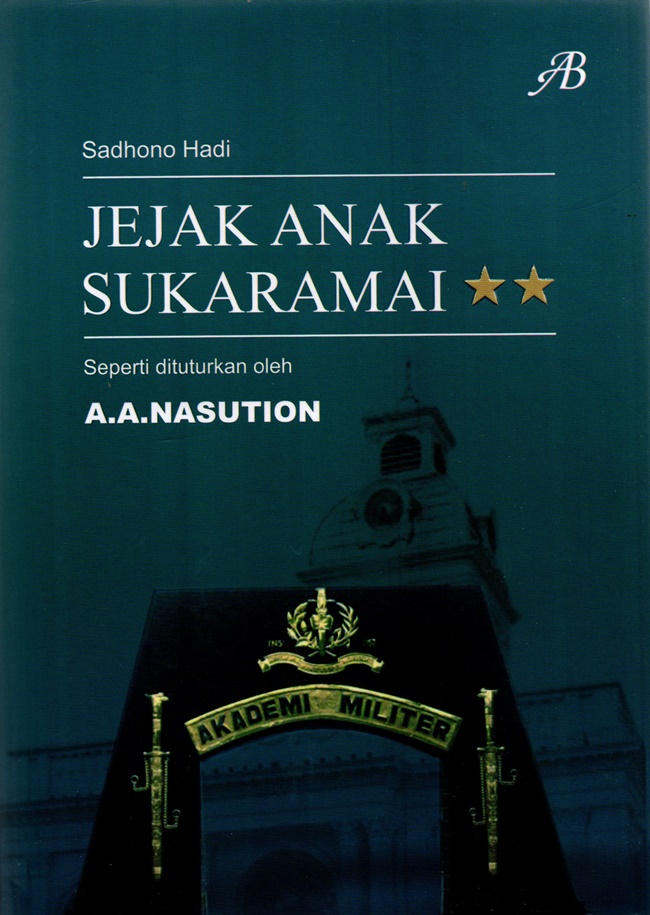 AB
Sadhono Hadi
JEJAK ANAK
SUKARAMAI
Seperti dituturkan oleh
A.A.NASUTION
AKADEMI MILITER